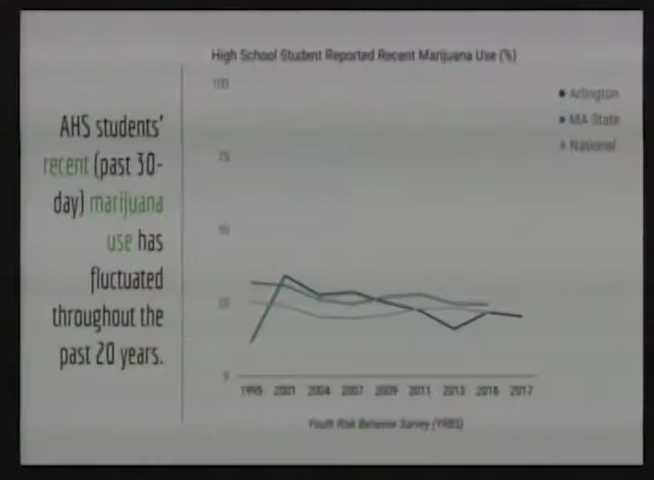 High School Student Reported Recent Marijuana Use (%)
AHS students'
recent (past 30-
day) marijuana
use has
fluctuated
throughout the
past 20 years.
100
75
50
25
0
Arlington
MA State
National
1995 2001 2004 2007 2009 2011 2013 2015 2017
Youth Risk Behavior Survey (YRBS)